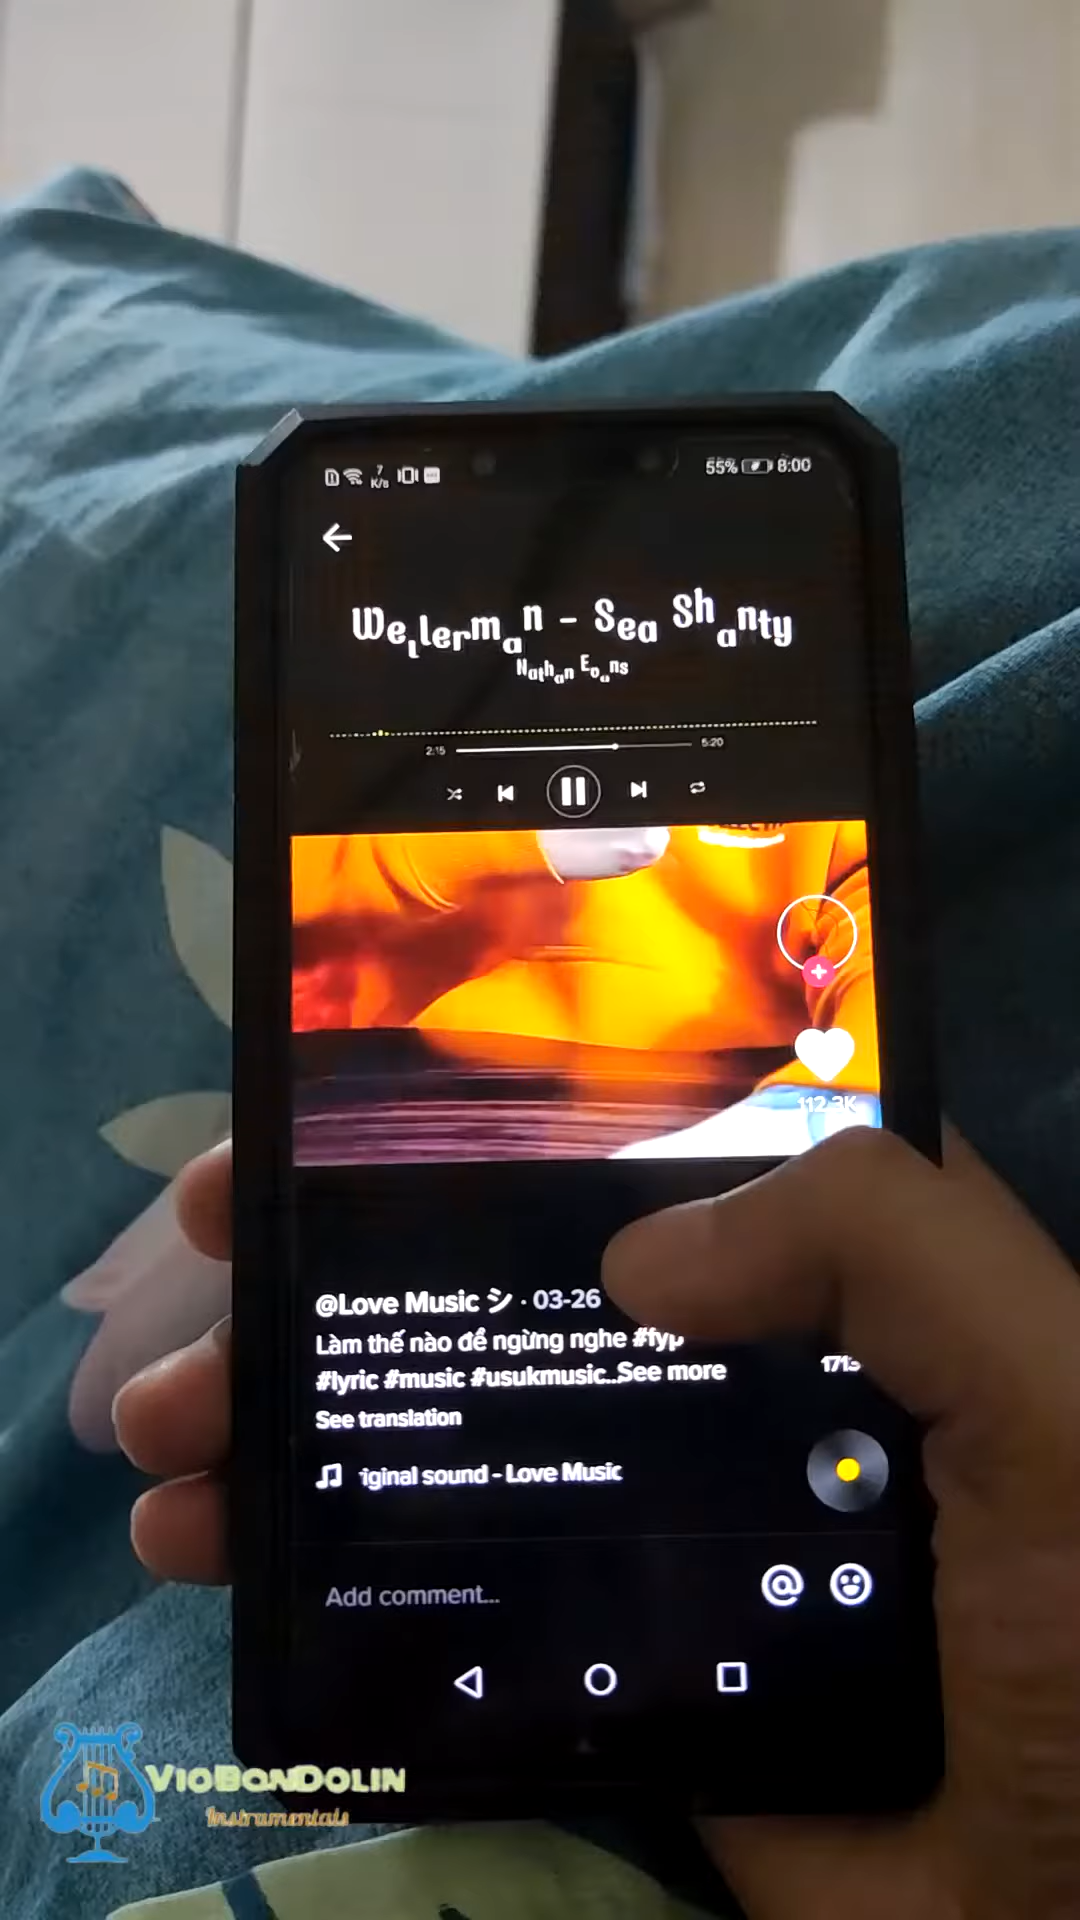 7
K/s
55% 8:00
Wellerman - Sea Shanty
Nathan Evans
2:15
5:20
112.3K
@Love Music シ · 03-26
Làm thế nào để ngừng nghe #fyp
#lyric #music #usukmusic...See more
See translation
iginal sound - Love Music
Add comment...
VioBanDolin
Instrumentals